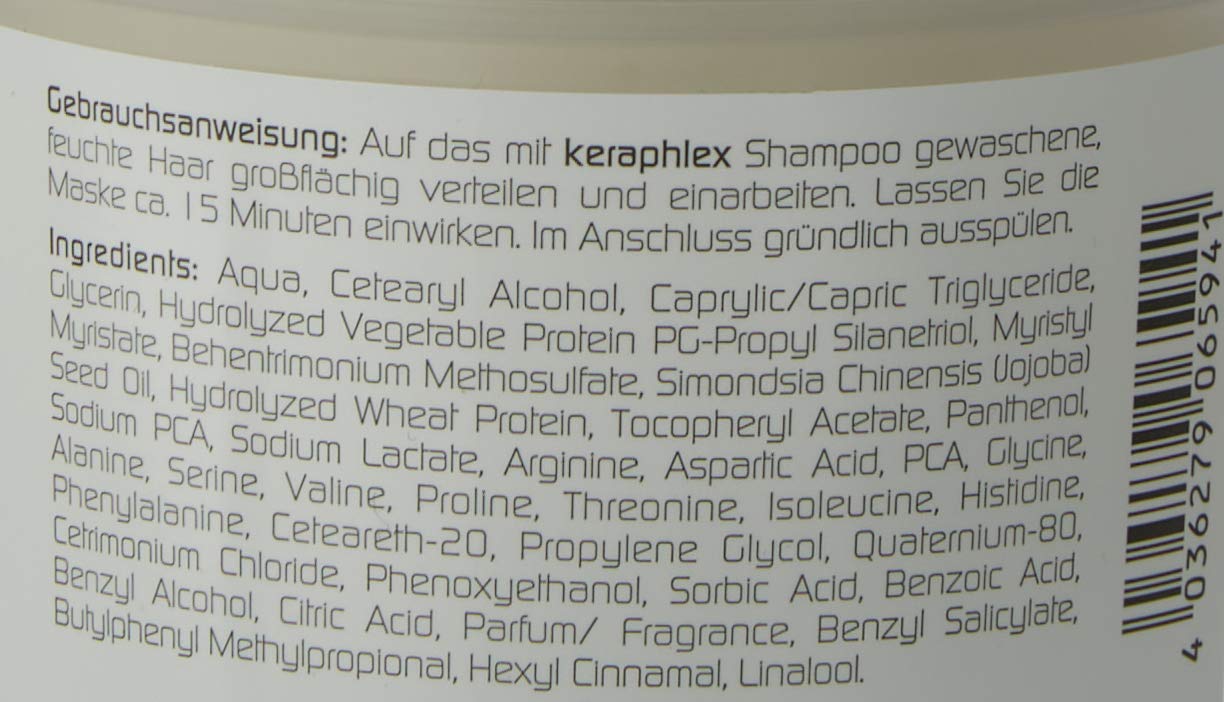 Gebrauchsanweisung: Auf das mit keraphlex Shampoo gewaschene,
feuchte Haar großflächig verteilen und einarbeiten. Lassen Sie die
Maske ca. 15 Minuten einwirken. Im Anschluss gründlich ausspülen.
Ingredients: Aqua, Cetearyl Alcohol, Caprylic/Capric Triglyceride,
Glycerin, Hydrolyzed Vegetable Protein PG-Propyl Silanetriol, Myristyl
Myristate, Behentrimonium Methosulfate, Simondsia Chinensis (Jojoba)
Seed Oil, Hydrolyzed Wheat Protein, Tocopheryl Acetate, Panthenol,
Sodium PCA, Sodium Lactate, Arginine, Aspartic Acid, PCA, Glycine,
Alanine, Serine, Valine, Proline, Threonine, Isoleucine, Histidine,
Phenylalanine, Ceteareth-20, Propylene Glycol, Quaternium-80,
Cetrimonium Chloride, Phenoxyethanol, Sorbic Acid, Benzoic Acid,
Benzyl Alcohol, Citric Acid, Parfum/ Fragrance, Benzyl Salicylate,
Butylphenyl Methylpropional, Hexyl Cinnamal, Linalool.
4 036279 065941